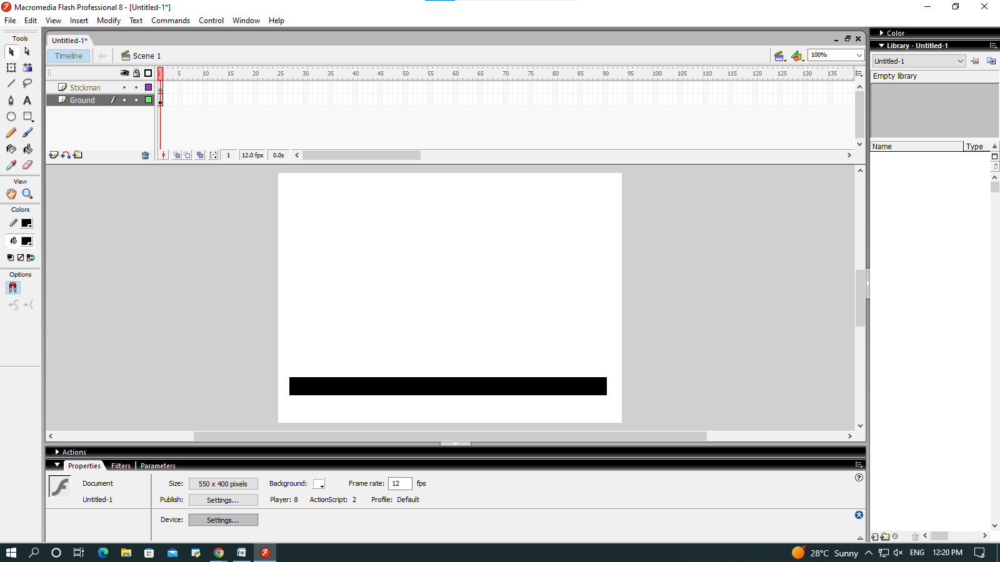 Macromedia Flash Professional 8 - [Untitled-1*]
File Edit View Insert Modify Text Commands Control Window Help
Tools
View
Colors
Options
Untitled-1*
Timeline Scene 1 100%
1 5 10 15 20 25 30 35 40 45 50 55 60 65 70 75 80 85 90 95 100 105 110 115 120 125 130 135
Stickman
Ground
1 12.0 fps 0.0s
Actions
Properties Filters Parameters
Document Size: 550 x 400 pixels Background: Frame rate: 12 fps
Untitled-1 Publish: Settings... Player: 8 ActionScript: 2 Profile: Default
Device: Settings...
Color
Library - Untitled-1
Untitled-1
Empty library
Name Type
28°C Sunny ENG 12:20 PM